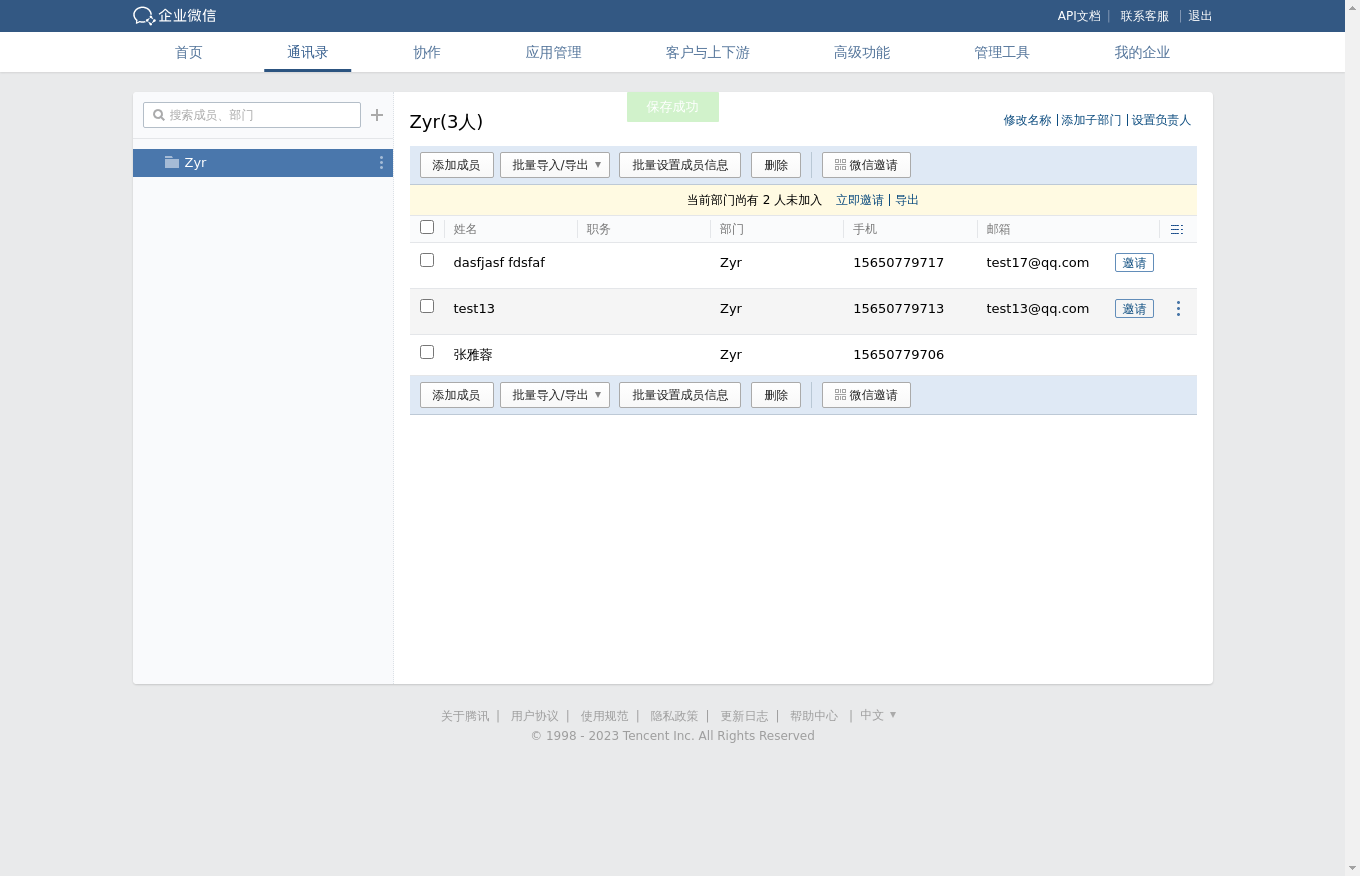 企业微信 API文档 | 联系客服 | 退出
首页 通讯录 协作 应用管理 客户与上下游 高级功能 管理工具 我的企业
搜索成员、部门
Zyr
保存成功
Zyr(3人) 修改名称 | 添加子部门 | 设置负责人
添加成员 批量导入/导出 批量设置成员信息 删除 微信邀请
当前部门尚有 2 人未加入 立即邀请 | 导出
姓名 职务 部门 手机 邮箱
dasfjasf fdsfaf Zyr 15650779717 test17@qq.com 邀请
test13 Zyr 15650779713 test13@qq.com 邀请
张雅蓉 Zyr 15650779706
添加成员 批量导入/导出 批量设置成员信息 删除 微信邀请
关于腾讯 | 用户协议 | 使用规范 | 隐私政策 | 更新日志 | 帮助中心 | 中文
© 1998 - 2023 Tencent Inc. All Rights Reserved